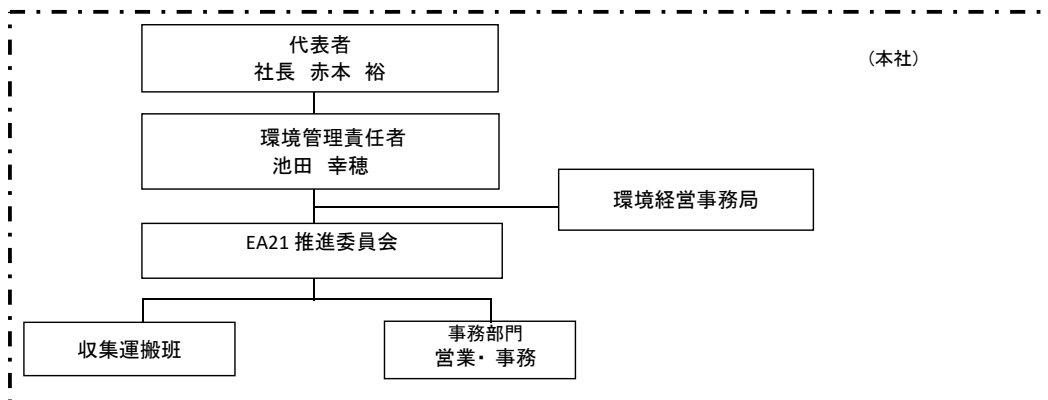 代表者
社長 赤本 裕
（本社）
環境管理責任者
池田 幸穂
環境経営事務局
EA21 推進委員会
収集運搬班
事務部門
営業・ 事務